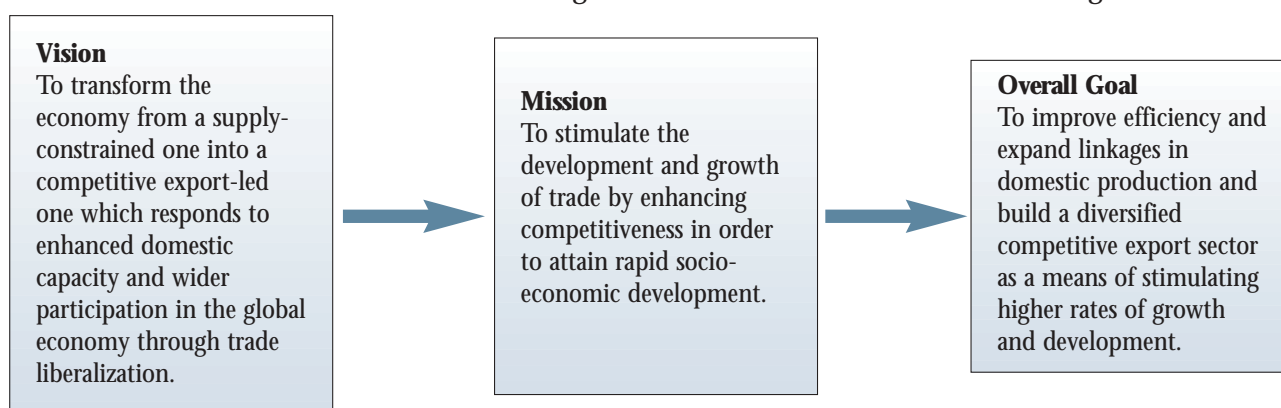 Vision
To transform the
economy from a supply-
constrained one into a
competitive export-led
one which responds to
enhanced domestic
capacity and wider
participation in the global
economy through trade
liberalization.
Mission
To stimulate the
development and growth
of trade by enhancing
competitiveness in order
to attain rapid socio-
economic development.
Overall Goal
To improve efficiency and
expand linkages in
domestic production and
build a diversified
competitive export sector
as a means of stimulating
higher rates of growth
and development.